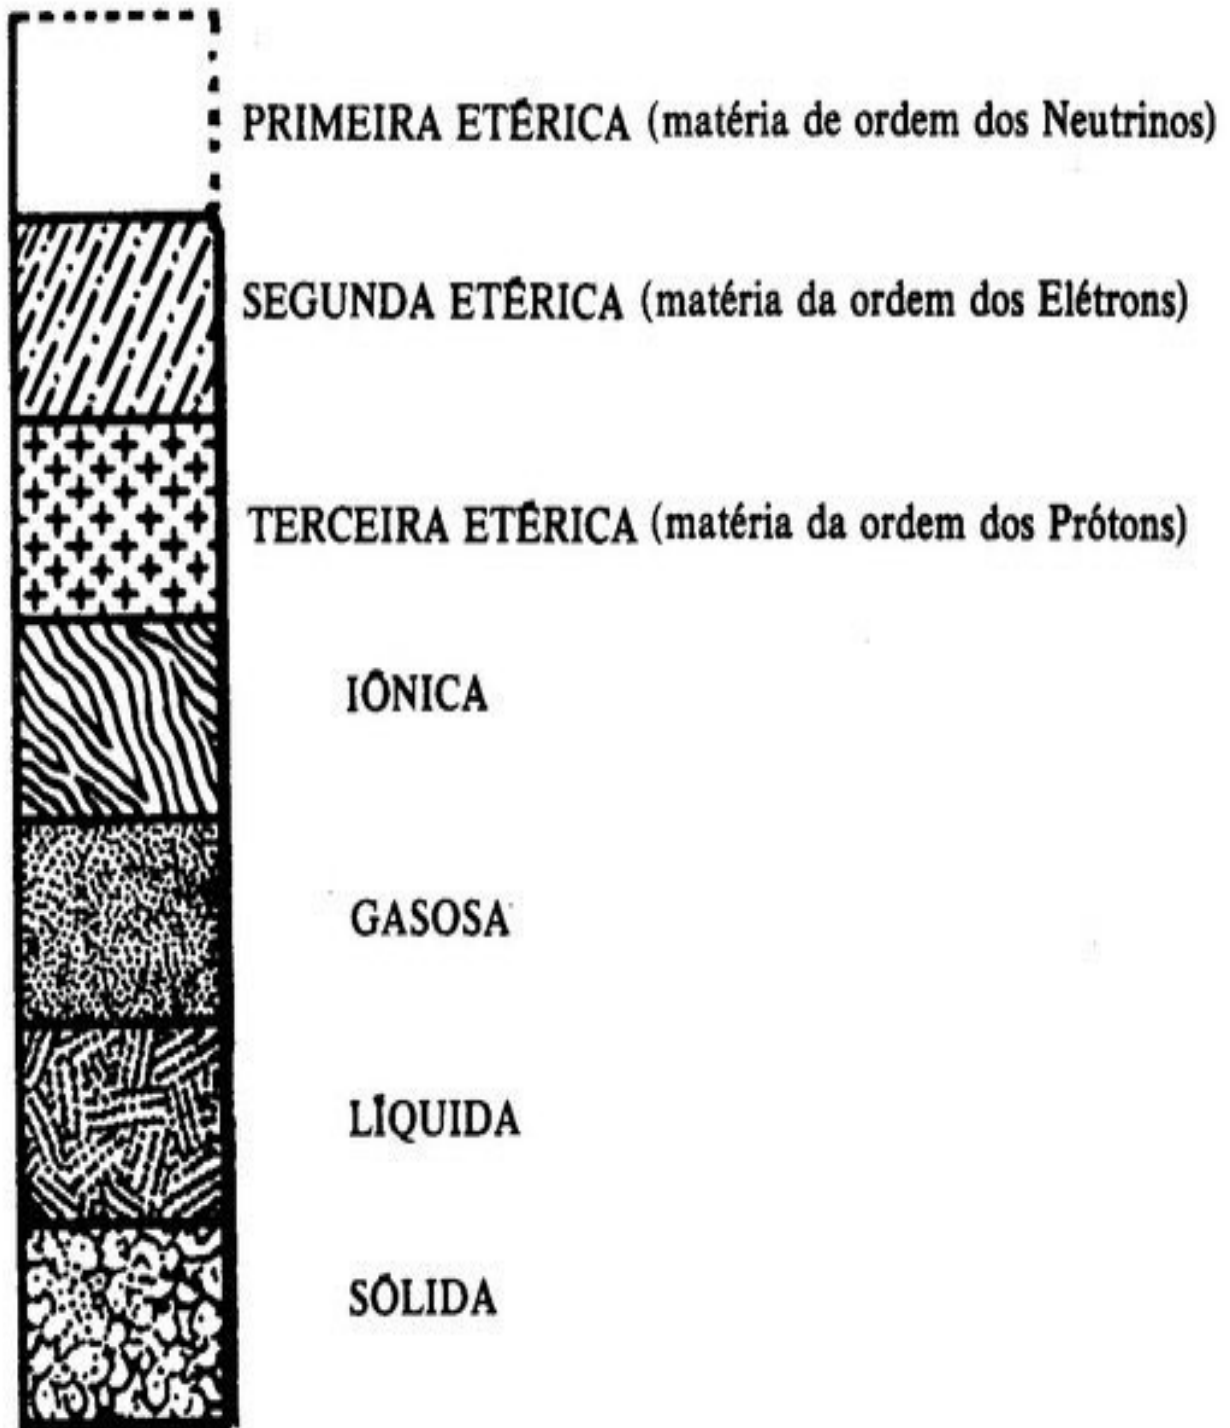 PRIMEIRA ETÉRICA (matéria de ordem dos Neutrinos)
SEGUNDA ETÉRICA (matéria da ordem dos Elétrons)
TERCEIRA ETÉRICA (matéria da ordem dos Prótons)
IÔNICA
GASOSA
LÍQUIDA
SÓLIDA